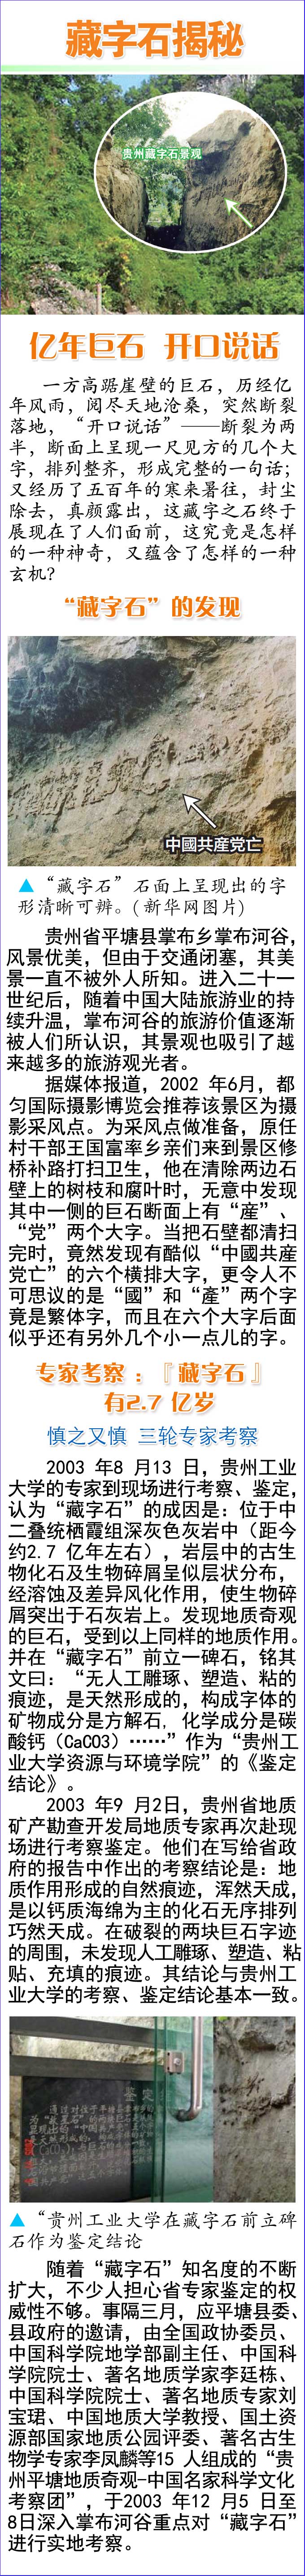 藏字石揭秘
贵州藏字石景观
亿年巨石 开口说话
一方高踞崖壁的巨石，历经亿
年风雨，阅尽天地沧桑，突然断裂
落地，“开口说话”——断裂为两
半，断面上呈现一尺见方的几个大
字，排列整齐，形成完整的一句话；
又经历了五百年的寒来暑往，封尘
除去，真颜露出，这藏字之石终于
展现在了人们面前，这究竟是怎样
的一种神奇，又蕴含了怎样的一种
玄机？
“藏字石”的发现
中國共産党亡
▲“藏字石”石面上呈现出的字
形清晰可辨。(新华网图片)
贵州省平塘县掌布乡掌布河谷，
风景优美，但由于交通闭塞，其美
景一直不被外人所知。进入二十一
世纪后，随着中国大陆旅游业的持
续升温，掌布河谷的旅游价值逐渐
被人们所认识，其景观也吸引了越
来越多的旅游观光者。
据媒体报道，2002 年6月，都
匀国际摄影博览会推荐该景区为摄
影采风点。为采风点做准备，原任
村干部王国富率乡亲们来到景区修
桥补路打扫卫生，他在清除两边石
壁上的树枝和腐叶时，无意中发现
其中一侧的巨石断面上有“産”、
“党”两个大字。当把石壁都清扫
完时，竟然发现有酷似“中國共産
党亡”的六个横排大字，更令人不
可思议的是“國”和“產”两个字
竟是繁体字，而且在六个大字后面
似乎还有另外几个小一点儿的字。
专家考察：『藏字石』
有2.7 亿岁
慎之又慎 三轮专家考察
2003 年8 月13 日，贵州工业
大学的专家到现场进行考察、鉴定，
认为“藏字石”的成因是：位于中
二叠统栖霞组深灰色灰岩中（距今
约2.7 亿年左右），岩层中的古生
物化石及生物碎屑呈似层状分布，
经溶蚀及差异风化作用，使生物碎
屑突出于石灰岩上。发现地质奇观
的巨石，受到以上同样的地质作用。
并在“藏字石”前立一碑石，铭其
文曰：“无人工雕琢、塑造、粘的
痕迹，是天然形成的，构成字体的
矿物成分是方解石，化学成分是碳
酸钙（CaCO3）……”作为“贵州工
业大学资源与环境学院”的《鉴定
结论》。
2003 年9 月2日，贵州省地质
矿产勘查开发局地质专家再次赴现
场进行考察鉴定。他们在写给省政
府的报告中作出的考察结论是：地
质作用形成的自然痕迹，浑然天成，
是以钙质海绵为主的化石无序排列
巧然天成。在破裂的两块巨石字迹
的周围，未发现人工雕琢、塑造、粘
贴、充填的痕迹。其结论与贵州工
业大学的考察、鉴定结论基本一致。
▲“贵州工业大学在藏字石前立碑
石作为鉴定结论
随着“藏字石”知名度的不断
扩大，不少人担心省专家鉴定的权
威性不够。事隔三月，应平塘县委、
县政府的邀请，由全国政协委员、
中国科学院地学部副主任、中国科
学院院士、著名地质学家李廷栋、
中国科学院院士、著名地质专家刘
宝珺、中国地质大学教授、国土资
源部国家地质公园评委、著名古生
物学专家李凤麟等15 人组成的“贵
州平塘地质奇观-中国名家科学文化
考察团”，于2003 年12 月5 日至
8日深入掌布河谷重点对“藏字石”
进行实地考察。